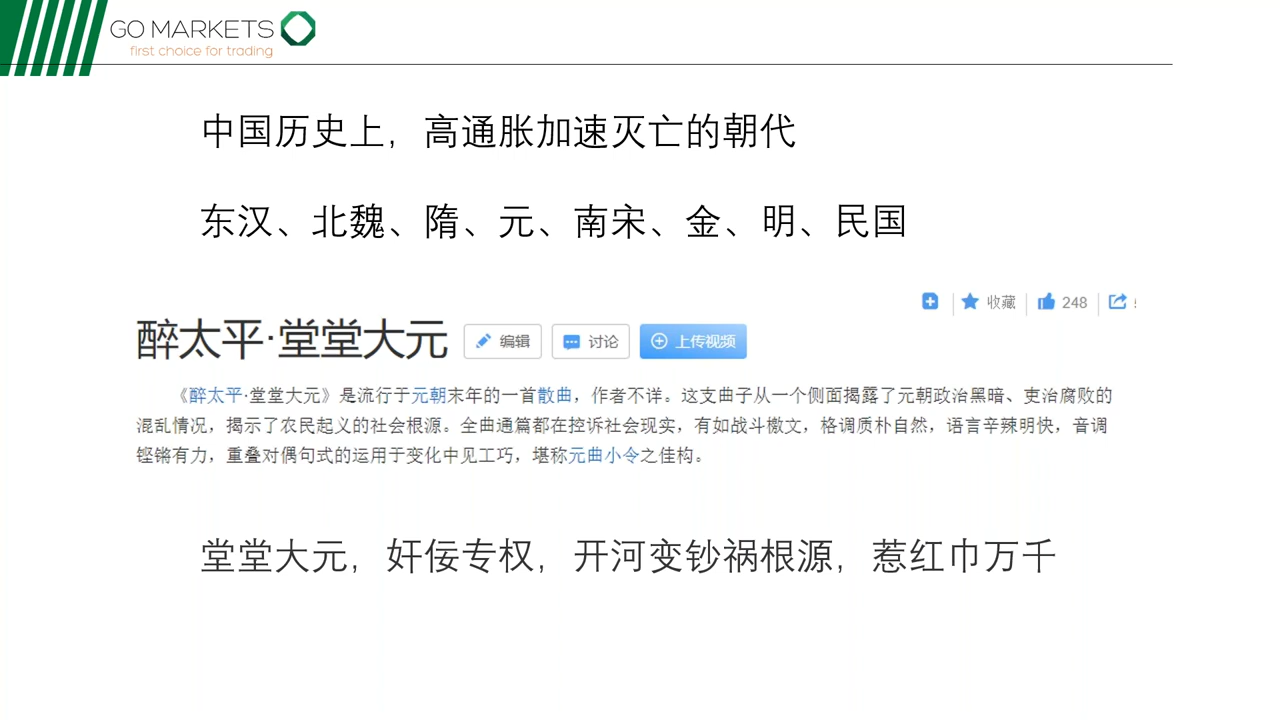 GO MARKETS
first choice for trading
中国历史上，高通胀加速灭亡的朝代
东汉、北魏、隋、元、南宋、金、明、民国
收藏 248
醉太平·堂堂大元 编辑 讨论 上传视频
《醉太平·堂堂大元》是流行于元朝末年的一首散曲，作者不详。这支曲子从一个侧面揭露了元朝政治黑暗、吏治腐败的
混乱情况，揭示了农民起义的社会根源。全曲通篇都在控诉社会现实，有如战斗檄文，格调质朴自然，语言辛辣明快，音调
铿锵有力，重叠对偶句式的运用于变化中见工巧，堪称元曲小令之佳构。
堂堂大元，奸佞专权，开河变钞祸根源，惹红巾万千